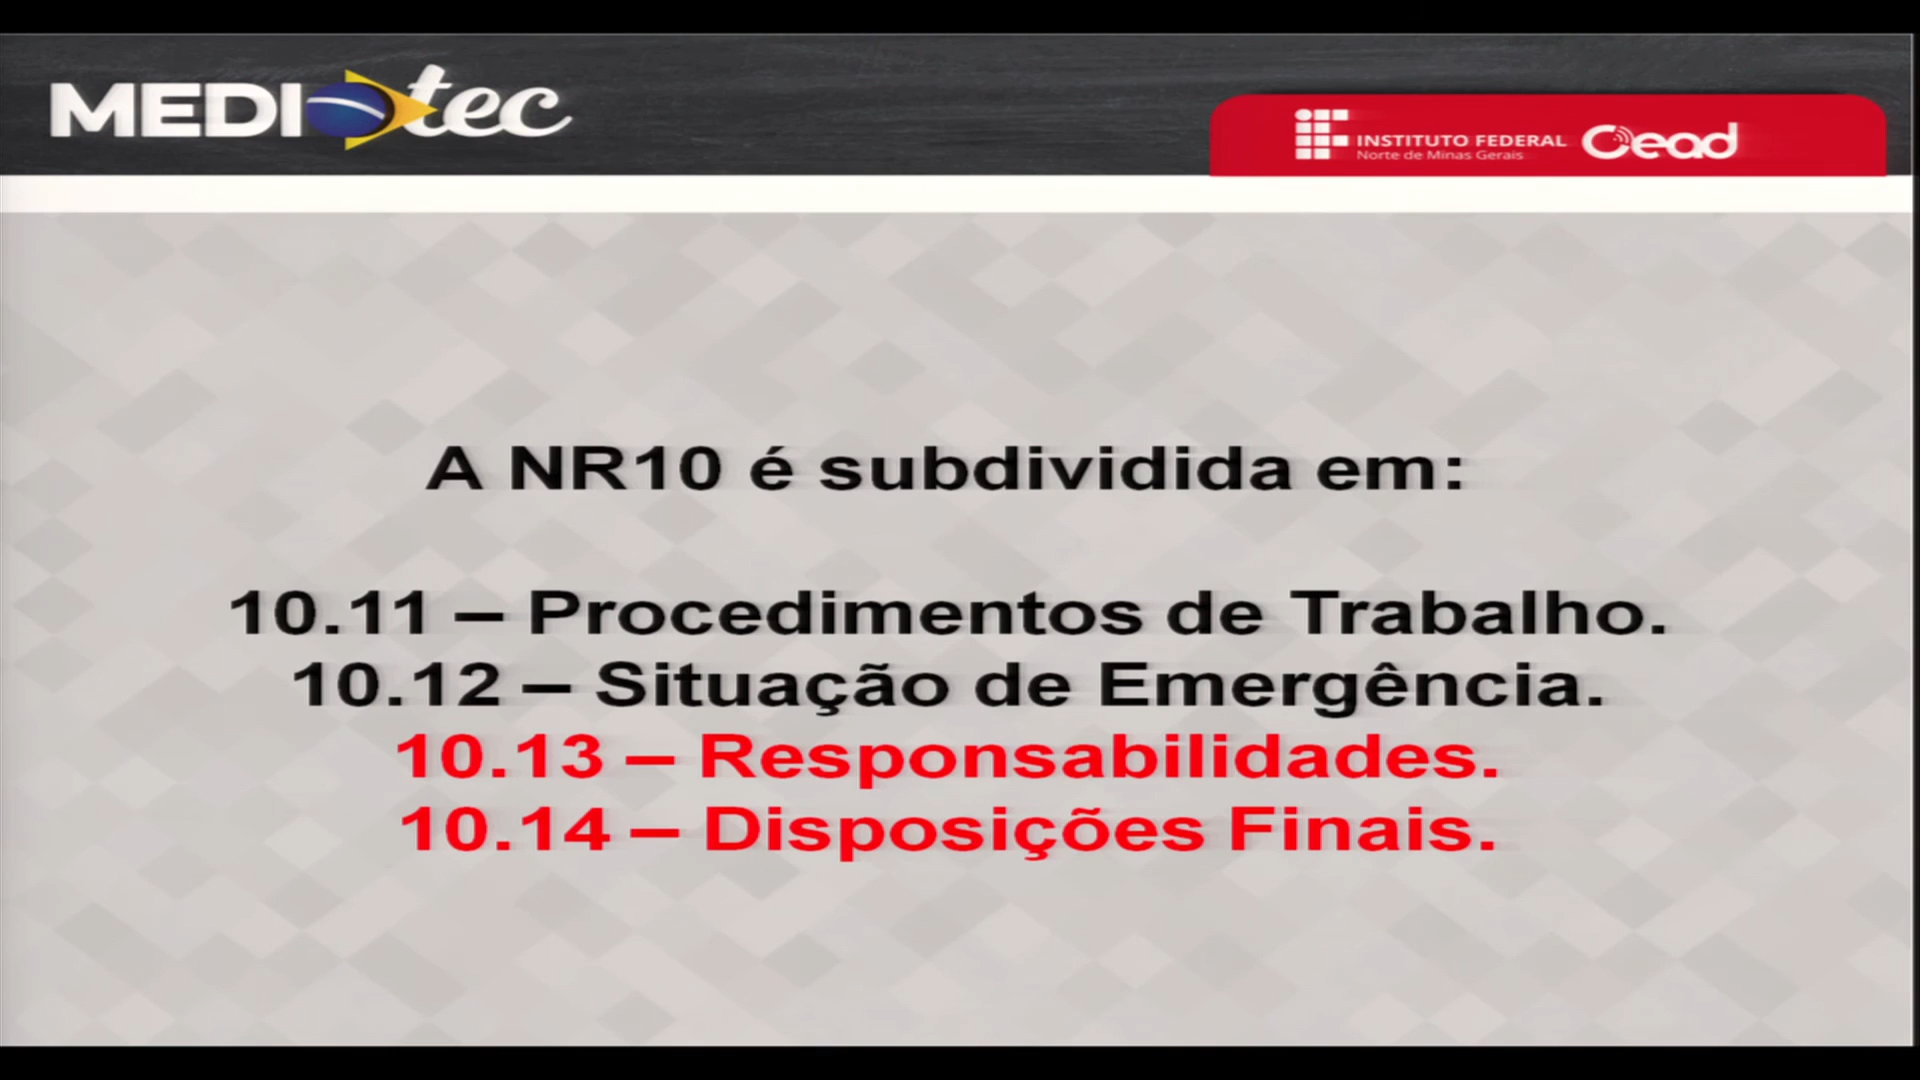 MEDIOtec
INSTITUTO FEDERAL
Norte de Minas Gerais
Cead
A NR10 é subdividida em:
10.11 – Procedimentos de Trabalho.
10.12 – Situação de Emergência.
10.13 – Responsabilidades.
10.14 – Disposições Finais.